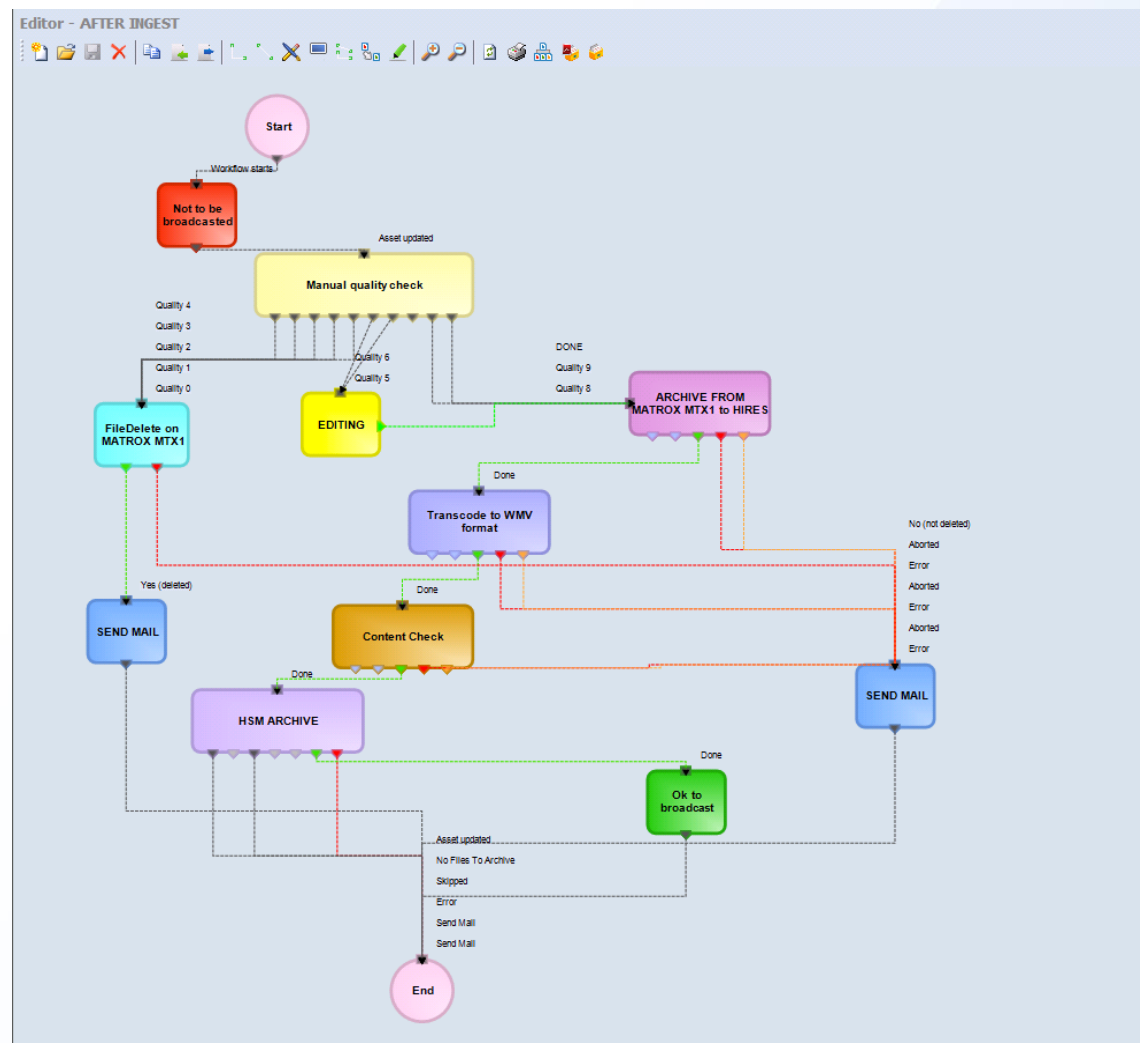 Editor - AFTER INGEST
Start
Workflow starts
Not to be
broadcasted
Asset updated
Manual quality check
Quality 4
Quality 3
Quality 2
Quality 1
Quality 0
Quality 6
Quality 5
DONE
Quality 9
Quality 8
FileDelete on
MATROX MTX1
EDITING
ARCHIVE FROM
MATROX MTX1 to HIRES
Done
Transcode to WMV
format
No (not deleted)
Aborted
Error
Aborted
Error
Aborted
Error
Yes (deleted)
Done
SEND MAIL
Content Check
Done
SEND MAIL
HSM ARCHIVE
Done
Ok to
broadcast
Asset updated
No Files To Archive
Skipped
Error
Send Mail
Send Mail
End